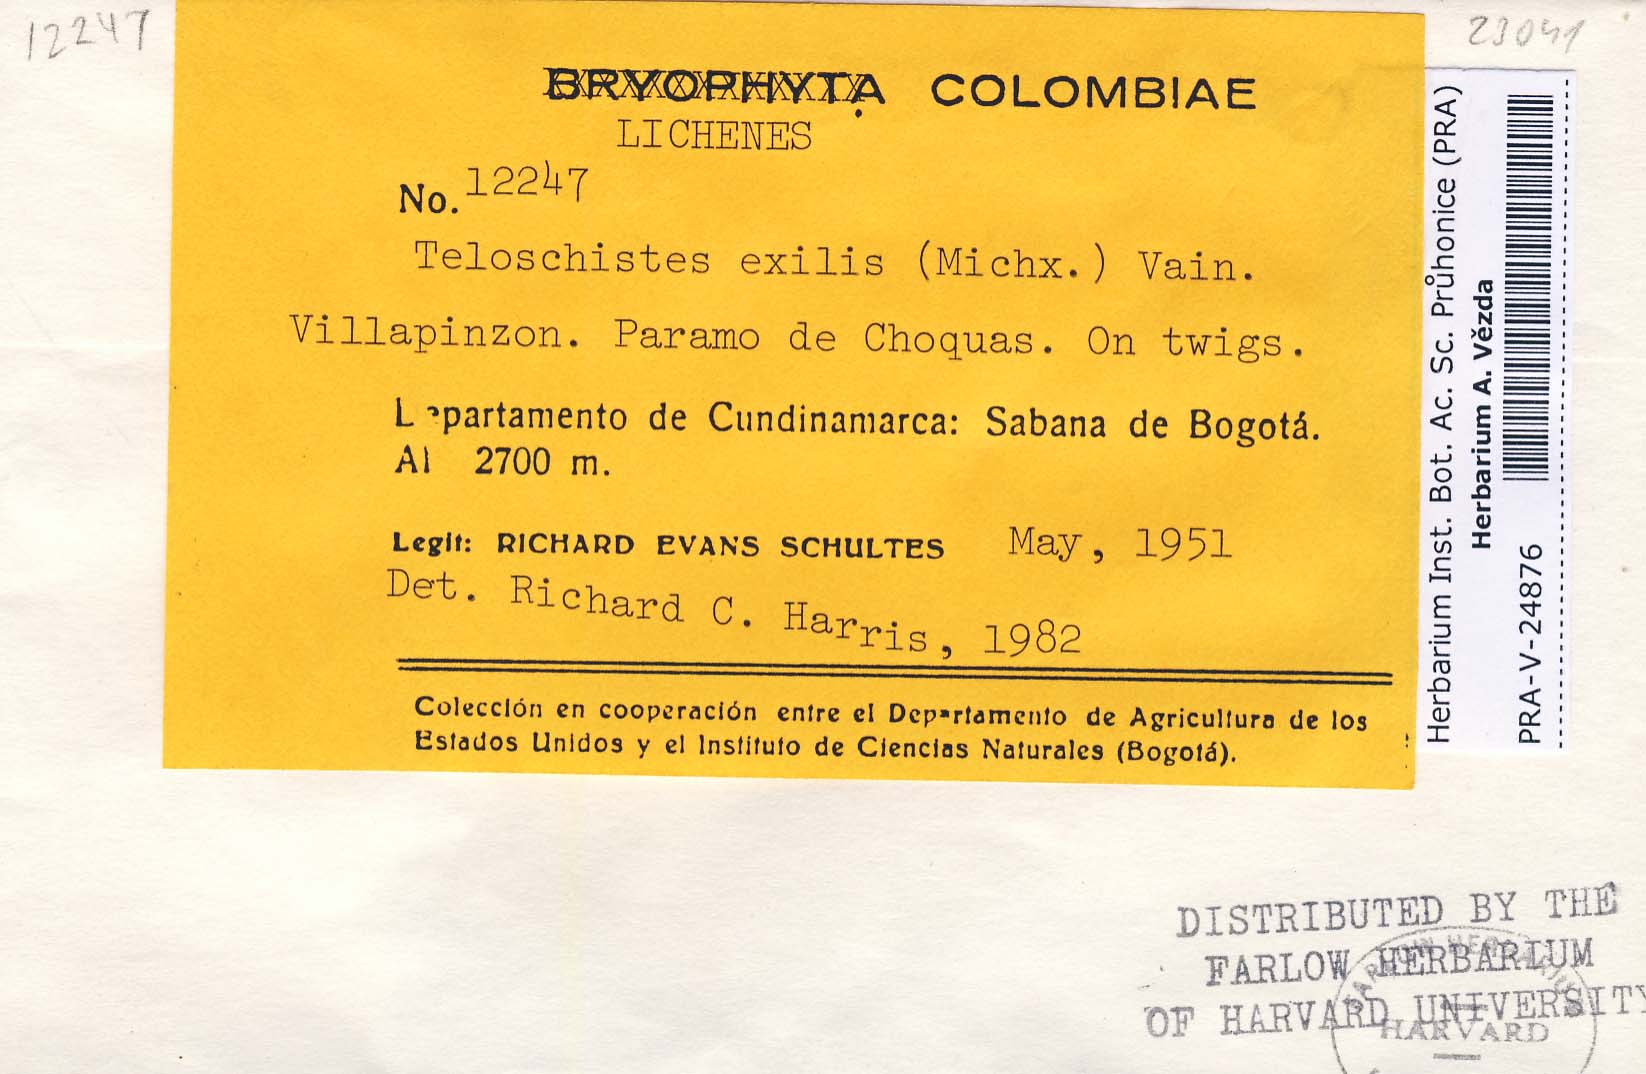 12247
23041
BRYOPHYTA COLOMBIAE
LICHENES
No. 12247
Teloschistes exilis (Michx.) Vain.
Villapinzon. Paramo de Choquas. On twigs.
Departamento de Cundinamarca: Sabana de Bogotá.
Al 2700 m.
Legit: RICHARD EVANS SCHULTES May, 1951
Det. Richard C. Harris, 1982
Colección en cooperación entre el Departamento de Agricultura de los
Estados Unidos y el Instituto de Ciencias Naturales (Bogotá).
Herbarium Inst. Bot. Ac. Sc. Průhonice (PRA)
Herbarium A. Vězda
PRA-V-24876
DISTRIBUTED BY THE
FARLOW HERBARIUM
OF HARVARD UNIVERSITY
HARVARD